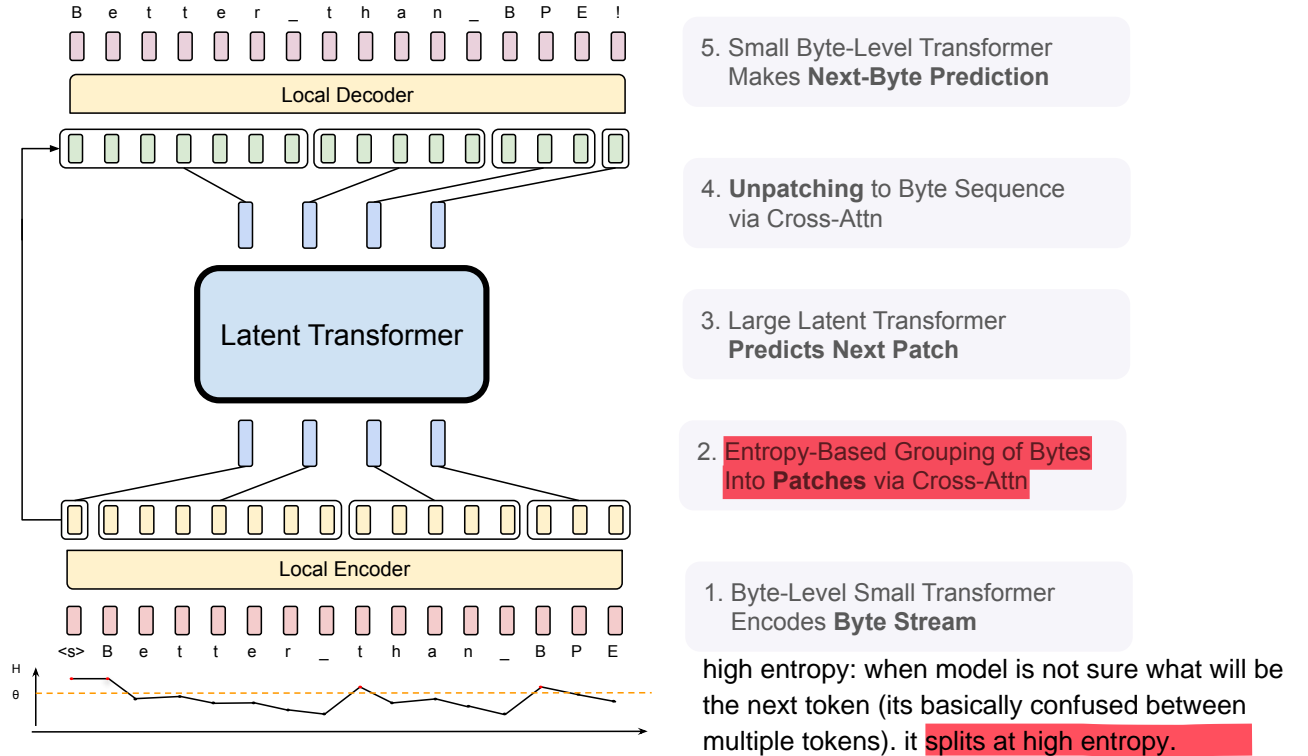 B e t t e r _ t h a n _ B P E !
Local Decoder
5. Small Byte-Level Transformer
Makes Next-Byte Prediction
4. Unpatching to Byte Sequence
via Cross-Attn
Latent Transformer
3. Large Latent Transformer
Predicts Next Patch
2. Entropy-Based Grouping of Bytes
Into Patches via Cross-Attn
Local Encoder
1. Byte-Level Small Transformer
Encodes Byte Stream
<s> B e t t e r _ t h a n _ B P E
H
θ
high entropy: when model is not sure what will be
the next token (its basically confused between
multiple tokens). it splits at high entropy.